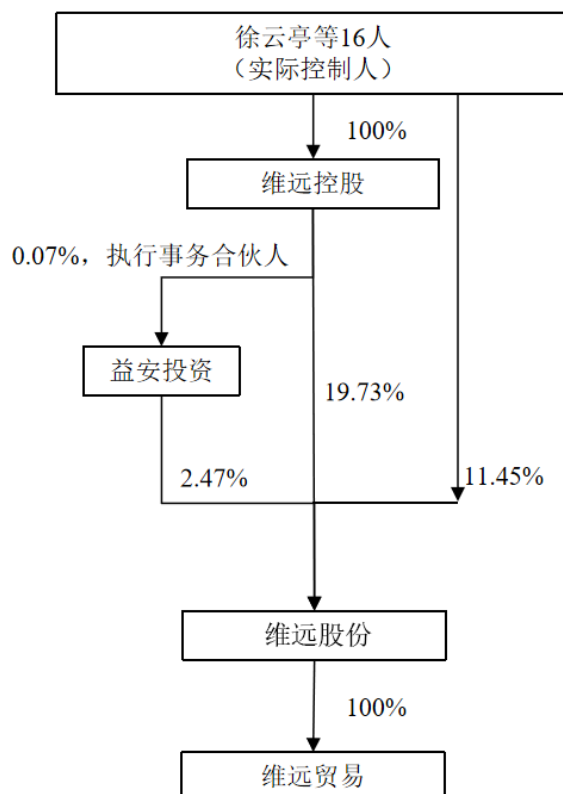 徐云亭等16人
（实际控制人）
100%
维远控股
0.07%，执行事务合伙人
益安投资
19.73%
2.47%
11.45%
维远股份
100%
维远贸易